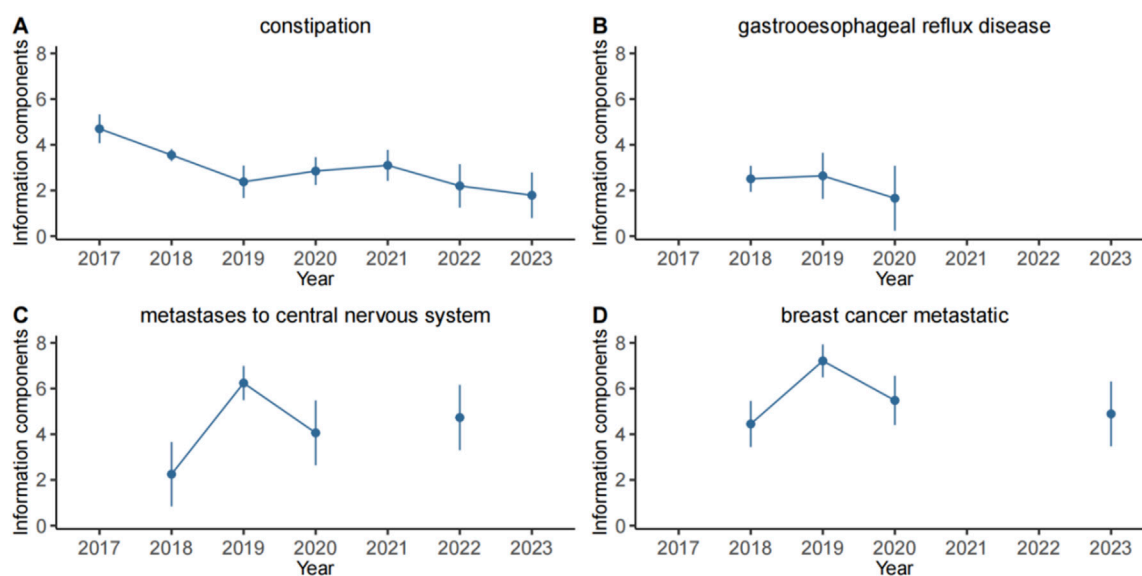 A constipation
Information components
8
6
4
2
0
2017 2018 2019 2020 2021 2022 2023
Year
B gastrooesophageal reflux disease
Information components
8
6
4
2
0
2017 2018 2019 2020 2021 2022 2023
Year
C metastases to central nervous system
Information components
8
6
4
2
0
2017 2018 2019 2020 2021 2022 2023
Year
D breast cancer metastatic
Information components
8
6
4
2
0
2017 2018 2019 2020 2021 2022 2023
Year